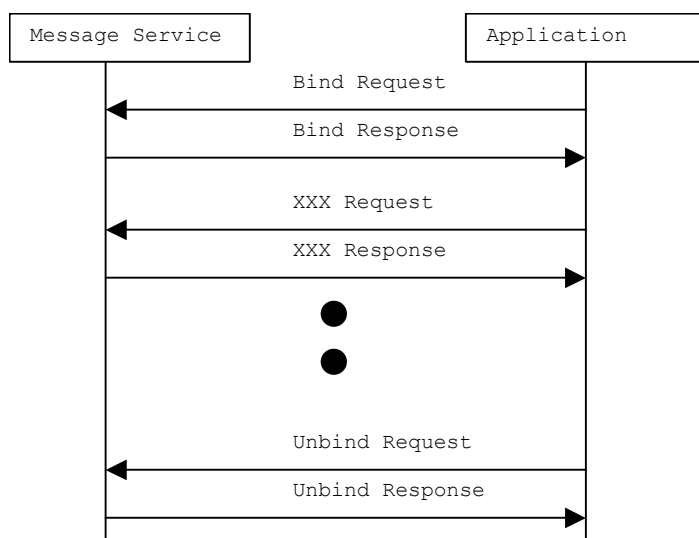 Message Service
Application
Bind Request
Bind Response
XXX Request
XXX Response
Unbind Request
Unbind Response